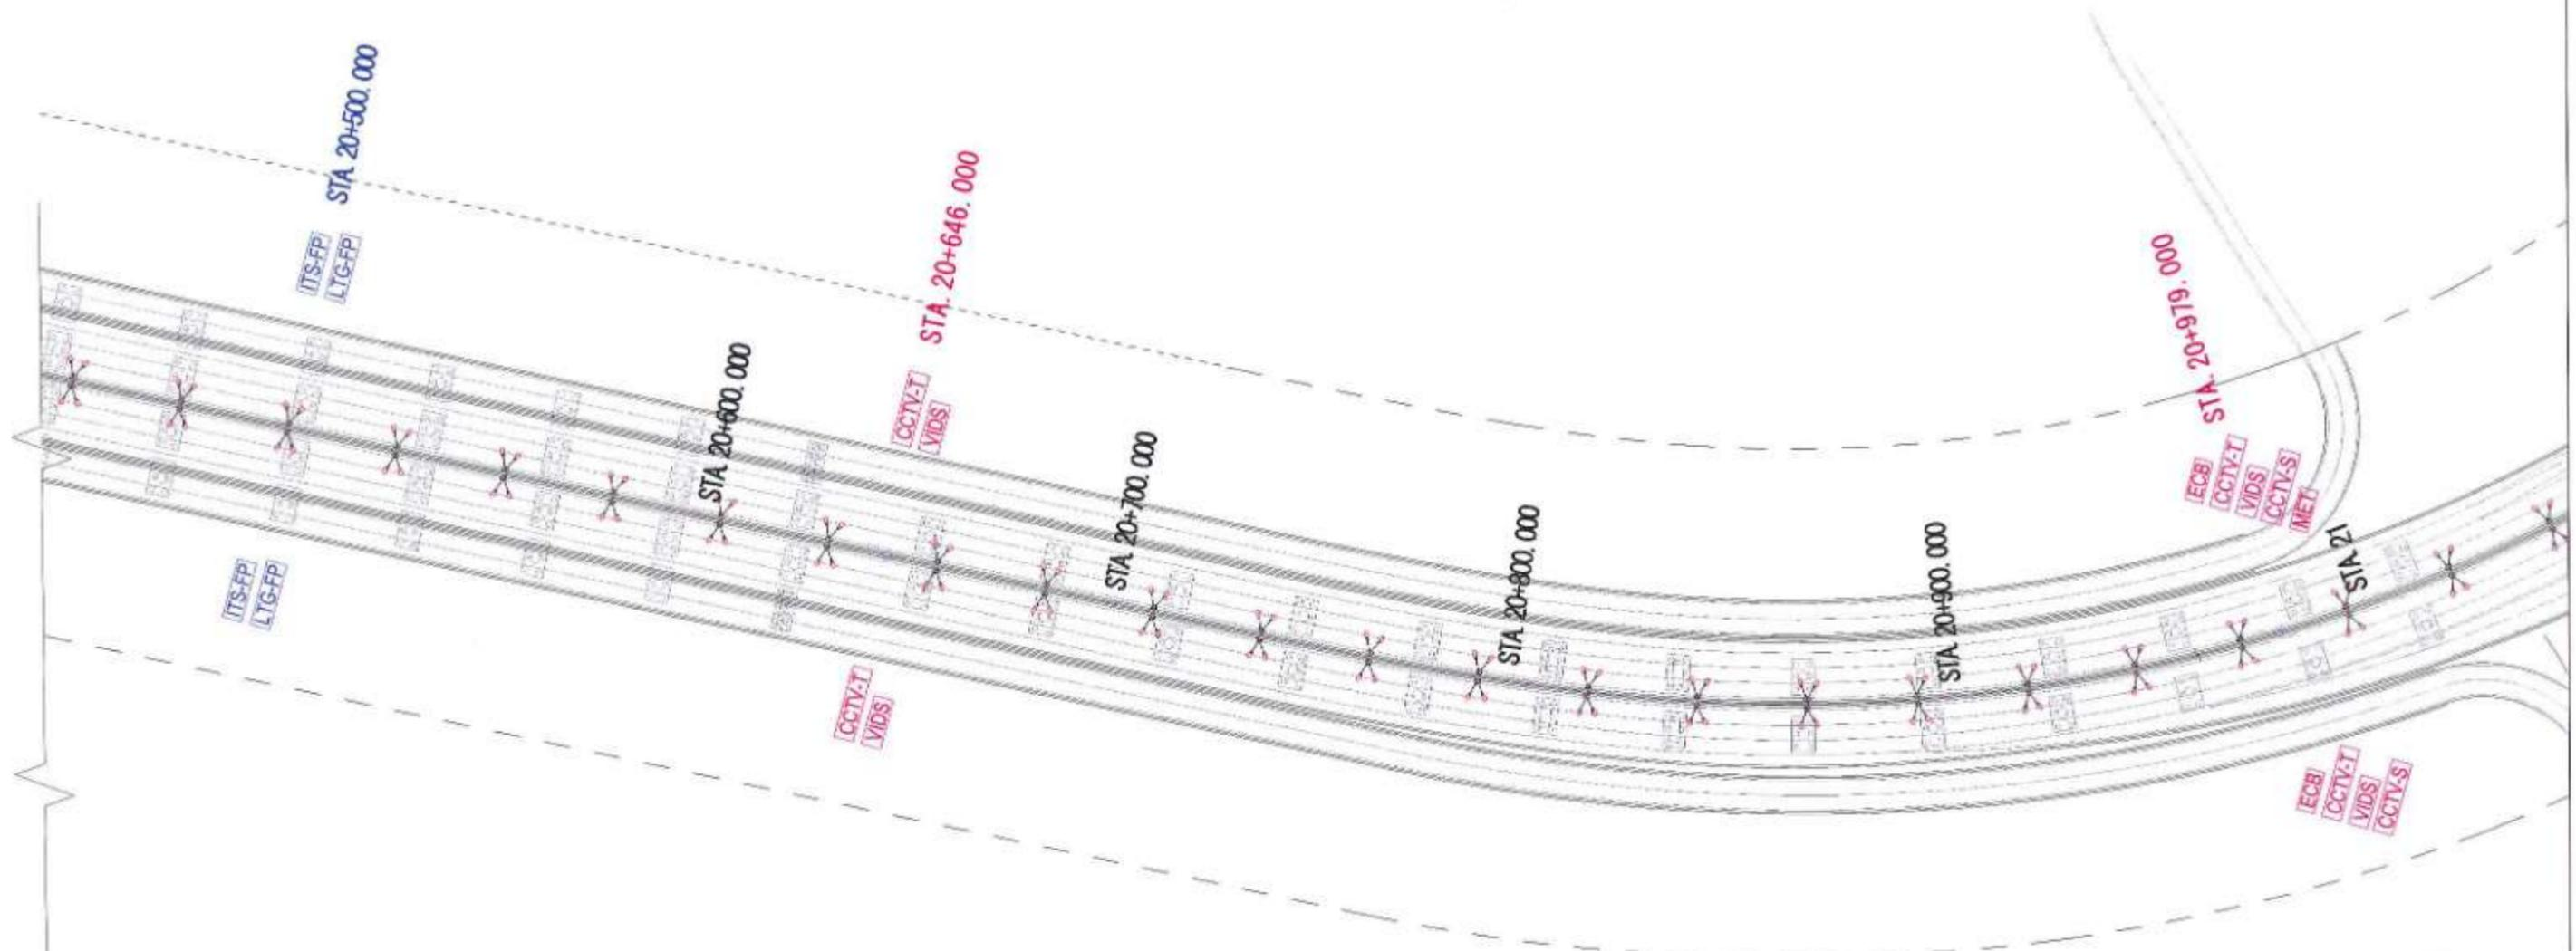 STA. 20+500.000
ITS-FP
LTG-FP
STA. 20+646.000
CCTV-T
VIDS
STA. 20+600.000
STA. 20+700.000
STA. 20+800.000
STA. 20+900.000
STA. 20+979.000
ECB
CCTV-T
VIDS
CCTV-S
MET
STA. 21
ITS-FP
LTG-FP
CCTV-T
VIDS
ECB
CCTV-T
VIDS
CCTV-S